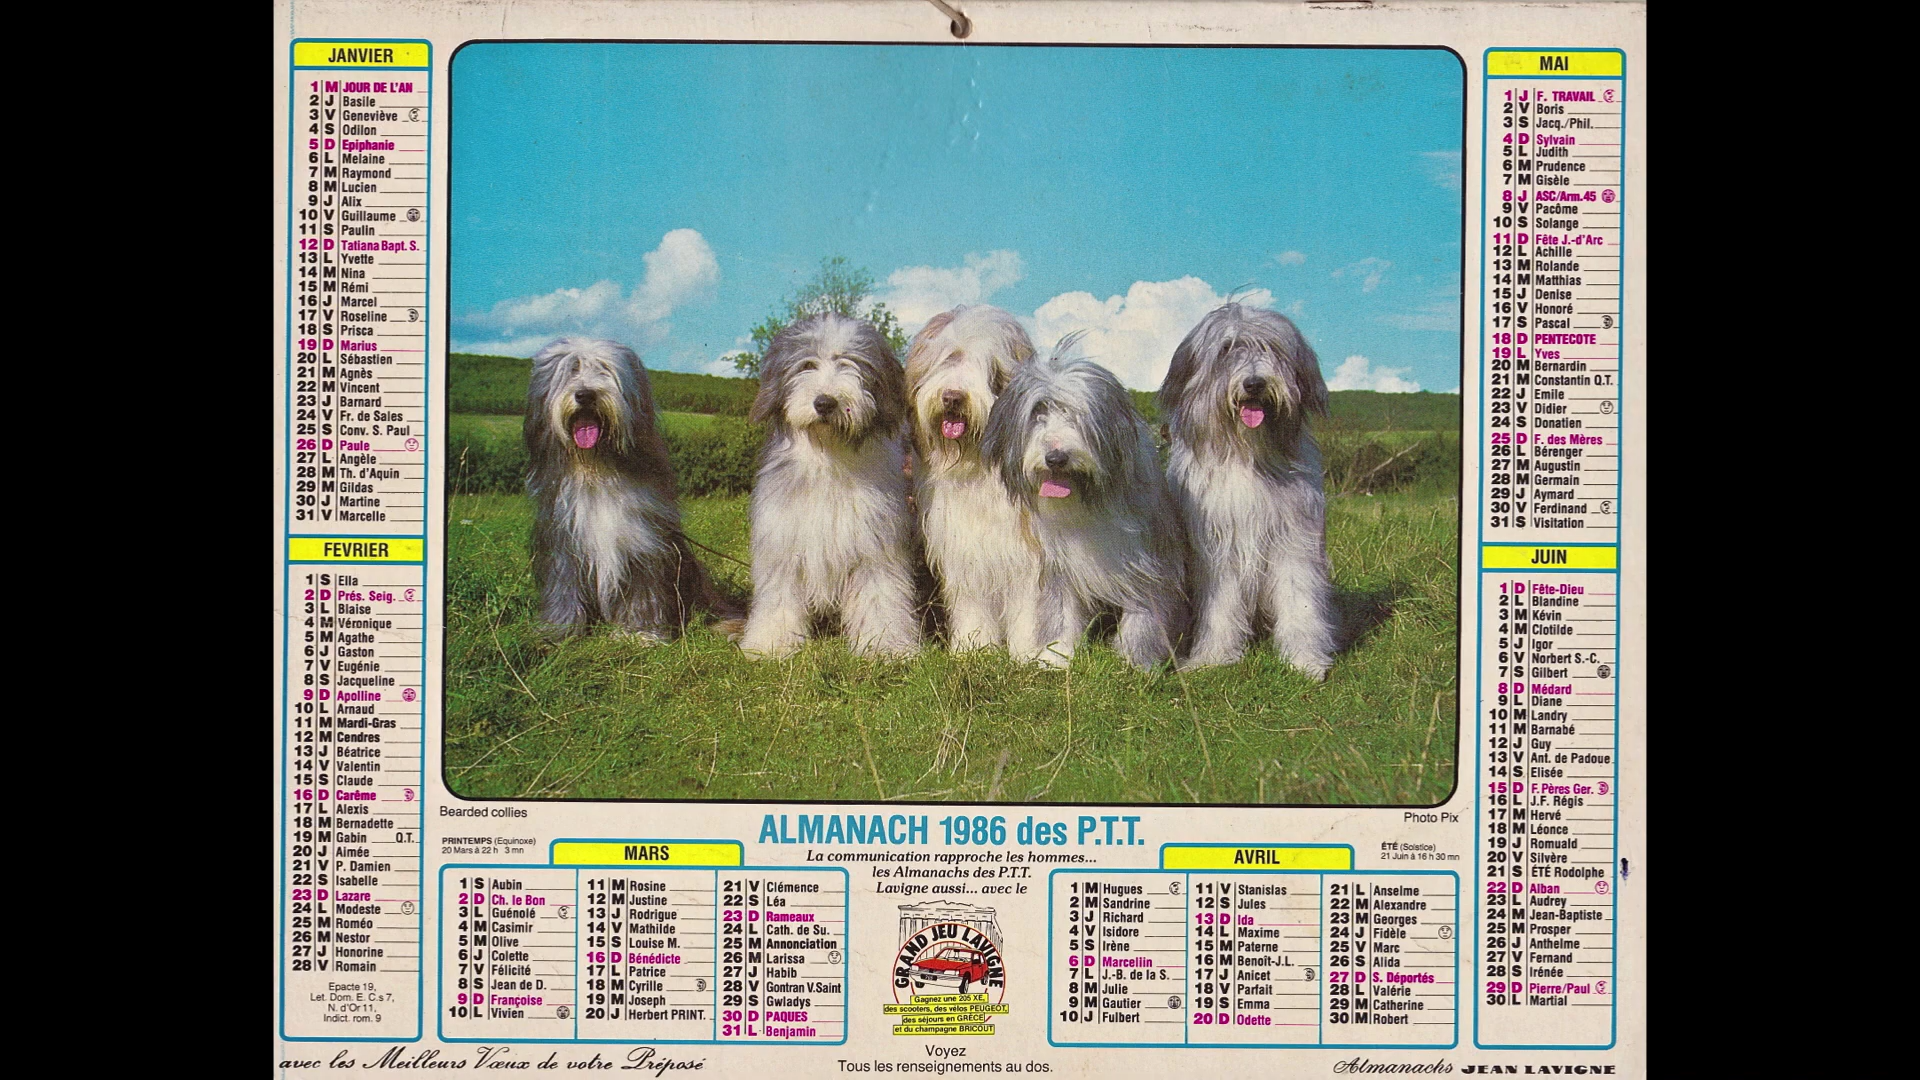 JANVIER
1 M JOUR DE L'AN
2 J Basile
3 V Geneviève
4 S Odilon
5 D Epiphanie
6 L Melaine
7 M Raymond
8 M Lucien
9 J Alix
10 V Guillaume
11 S Paulin
12 D Tatiana Bapt. S.
13 L Yvette
14 M Nina
15 M Rémi
16 J Marcel
17 V Roseline
18 S Prisca
19 D Marius
20 L Sébastien
21 M Agnès
22 M Vincent
23 J Barnard
24 V Fr. de Sales
25 S Conv. S. Paul
26 D Paule
27 L Angèle
28 M Th. d'Aquin
29 M Gildas
30 J Martine
31 V Marcelle
FEVRIER
1 S Ella
2 D Prés. Seig.
3 L Blaise
4 M Véronique
5 M Agathe
6 J Gaston
7 V Eugénie
8 S Jacqueline
9 D Apolline
10 L Arnaud
11 M Mardi-Gras
12 M Cendres
13 J Béatrice
14 V Valentin
15 S Claude
16 D Carême
17 L Alexis
18 M Bernadette
19 M Gabin Q.T.
20 J Aimée
21 V P. Damien
22 S Isabelle
23 D Lazare
24 L Modeste
25 M Roméo
26 M Nestor
27 J Honorine
28 V Romain
Epacte 19,
Let. Dom. E. C.s 7,
N. d'Or 11,
Indict. rom. 9
Bearded collies
Photo Pix
ALMANACH 1986 des P.T.T.
La communication rapproche les hommes...
les Almanachs des P.T.T.
Lavigne aussi... avec le
GRAND JEU LAVIGNE
Gagnez une 205 XE,
des scooters, des vélos PEUGEOT,
des séjours en GRÈCE
et du champagne BRICOUT
Voyez
Tous les renseignements au dos.
PRINTEMPS (Equinoxe)
20 Mars à 22 h 3 mn
MARS
1 S Aubin
2 D Ch. le Bon
3 L Guénolé
4 M Casimir
5 M Olive
6 J Colette
7 V Félicité
8 S Jean de D.
9 D Françoise
10 L Vivien
11 M Rosine
12 M Justine
13 J Rodrigue
14 V Mathilde
15 S Louise M.
16 D Bénédicte
17 L Patrice
18 M Cyrille
19 M Joseph
20 J Herbert PRINT.
21 V Clémence
22 S Léa
23 D Rameaux
24 L Cath. de Su.
25 M Annonciation
26 M Larissa
27 J Habib
28 V Gontran V.Saint
29 S Gwladys
30 D PAQUES
31 L Benjamin
ÉTÉ (Solstice)
21 Juin à 16 h 30 mn
AVRIL
1 M Hugues
2 M Sandrine
3 J Richard
4 V Isidore
5 S Irène
6 D Marcellin
7 L J.-B. de la S.
8 M Julie
9 M Gautier
10 J Fulbert
11 V Stanislas
12 S Jules
13 D Ida
14 L Maxime
15 M Paterne
16 M Benoît-J.L.
17 J Anicet
18 V Parfait
19 S Emma
20 D Odette
21 L Anselme
22 M Alexandre
23 M Georges
24 J Fidèle
25 V Marc
26 S Alida
27 D S. Déportés
28 L Valérie
29 M Catherine
30 M Robert
MAI
1 J F. TRAVAIL
2 V Boris
3 S Jacq./Phil.
4 D Sylvain
5 L Judith
6 M Prudence
7 M Gisèle
8 J ASC/Arm.45
9 V Pacôme
10 S Solange
11 D Fête J.-d'Arc
12 L Achille
13 M Rolande
14 M Matthias
15 J Denise
16 V Honoré
17 S Pascal
18 D PENTECOTE
19 L Yves
20 M Bernardin
21 M Constantin Q.T.
22 J Emile
23 V Didier
24 S Donatien
25 D F. des Mères
26 L Bérenger
27 M Augustin
28 M Germain
29 J Aymard
30 V Ferdinand
31 S Visitation
JUIN
1 D Fête-Dieu
2 L Blandine
3 M Kévin
4 M Clotilde
5 J Igor
6 V Norbert S.-C.
7 S Gilbert
8 D Médard
9 L Diane
10 M Landry
11 M Barnabé
12 J Guy
13 V Ant. de Padoue
14 S Elisée
15 D F. Pères Ger.
16 L J.F. Régis
17 M Hervé
18 M Léonce
19 J Romuald
20 V Silvère
21 S ÉTÉ Rodolphe
22 D Alban
23 L Audrey
24 M Jean-Baptiste
25 M Prosper
26 J Anthelme
27 V Fernand
28 S Irénée
29 D Pierre/Paul
30 L Martial
avec les Meilleurs Vœux de votre Préposé
Almanachs JEAN LAVIGNE